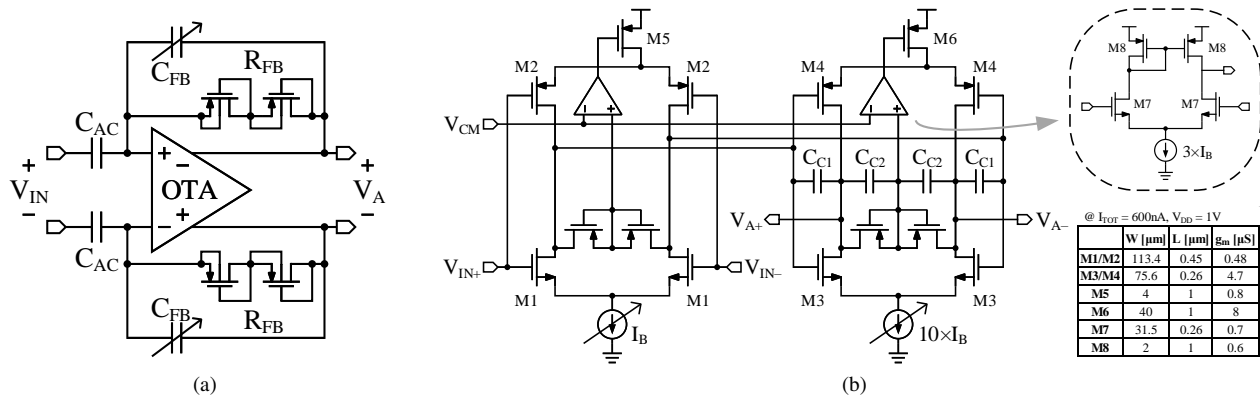 C_FB
R_FB
C_AC
+
+
+
V_IN
OTA
V_A
−
−
−
+
−
C_AC
C_FB
R_FB
(a)
M5
M2
M2
−
+
V_CM
V_IN+
V_IN−
M1
M1
I_B
M6
M4
M4
−
+
C_C1
C_C2
C_C2
C_C1
V_A+
V_A−
M3
M3
10×I_B
(b)
M8
M8
M7
M7
3×I_B
@ I_TOT = 600nA, V_DD = 1V
W [μm] L [μm] g_m [μS]
M1/M2 113.4 0.45 0.48
M3/M4 75.6 0.26 4.7
M5 4 1 0.8
M6 40 1 8
M7 31.5 0.26 0.7
M8 2 1 0.6